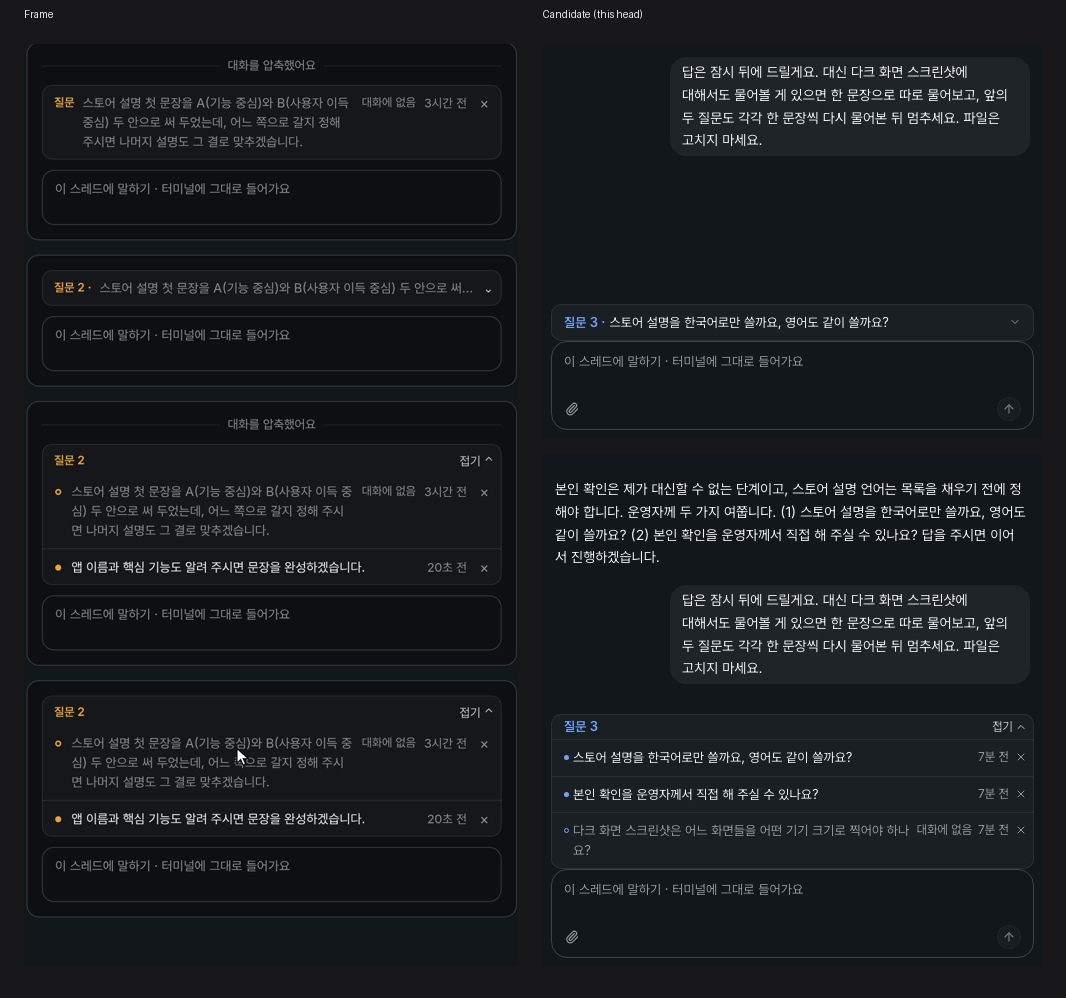 Frame
대화를 압축했어요
질문 스토어 설명 첫 문장을 A(기능 중심)와 B(사용자 이득 대화에 없음 3시간 전 ×
중심) 두 안으로 써 두었는데, 어느 쪽으로 갈지 정해
주시면 나머지 설명도 그 결로 맞추겠습니다.
이 스레드에 말하기 · 터미널에 그대로 들어가요
질문 2 · 스토어 설명 첫 문장을 A(기능 중심)와 B(사용자 이득 중심) 두 안으로 써...
이 스레드에 말하기 · 터미널에 그대로 들어가요
대화를 압축했어요
질문 2 접기
스토어 설명 첫 문장을 A(기능 중심)와 B(사용자 이득 중 대화에 없음 3시간 전 ×
심) 두 안으로 써 두었는데, 어느 쪽으로 갈지 정해 주시
면 나머지 설명도 그 결로 맞추겠습니다.
앱 이름과 핵심 기능도 알려 주시면 문장을 완성하겠습니다. 20초 전 ×
이 스레드에 말하기 · 터미널에 그대로 들어가요
질문 2 접기
스토어 설명 첫 문장을 A(기능 중심)와 B(사용자 이득 중 대화에 없음 3시간 전 ×
심) 두 안으로 써 두었는데, 어느 쪽으로 갈지 정해 주시
면 나머지 설명도 그 결로 맞추겠습니다.
앱 이름과 핵심 기능도 알려 주시면 문장을 완성하겠습니다. 20초 전 ×
이 스레드에 말하기 · 터미널에 그대로 들어가요
Candidate (this head)
답은 잠시 뒤에 드릴게요. 대신 다크 화면 스크린샷에
대해서도 물어볼 게 있으면 한 문장으로 따로 물어보고, 앞의
두 질문도 각각 한 문장씩 다시 물어본 뒤 멈추세요. 파일은
고치지 마세요.
질문 3 · 스토어 설명을 한국어로만 쓸까요, 영어도 같이 쓸까요?
이 스레드에 말하기 · 터미널에 그대로 들어가요
본인 확인은 제가 대신할 수 없는 단계이고, 스토어 설명 언어는 목록을 채우기 전에 정
해야 합니다. 운영자께 두 가지 여쭙니다. (1) 스토어 설명을 한국어로만 쓸까요, 영어도
같이 쓸까요? (2) 본인 확인을 운영자께서 직접 해 주실 수 있나요? 답을 주시면 이어
서 진행하겠습니다.
답은 잠시 뒤에 드릴게요. 대신 다크 화면 스크린샷에
대해서도 물어볼 게 있으면 한 문장으로 따로 물어보고, 앞의
두 질문도 각각 한 문장씩 다시 물어본 뒤 멈추세요. 파일은
고치지 마세요.
질문 3 접기
스토어 설명을 한국어로만 쓸까요, 영어도 같이 쓸까요? 7분 전 ×
본인 확인을 운영자께서 직접 해 주실 수 있나요? 7분 전 ×
다크 화면 스크린샷은 어느 화면들을 어떤 기기 크기로 찍어야 하나 대화에 없음 7분 전 ×
요?
이 스레드에 말하기 · 터미널에 그대로 들어가요